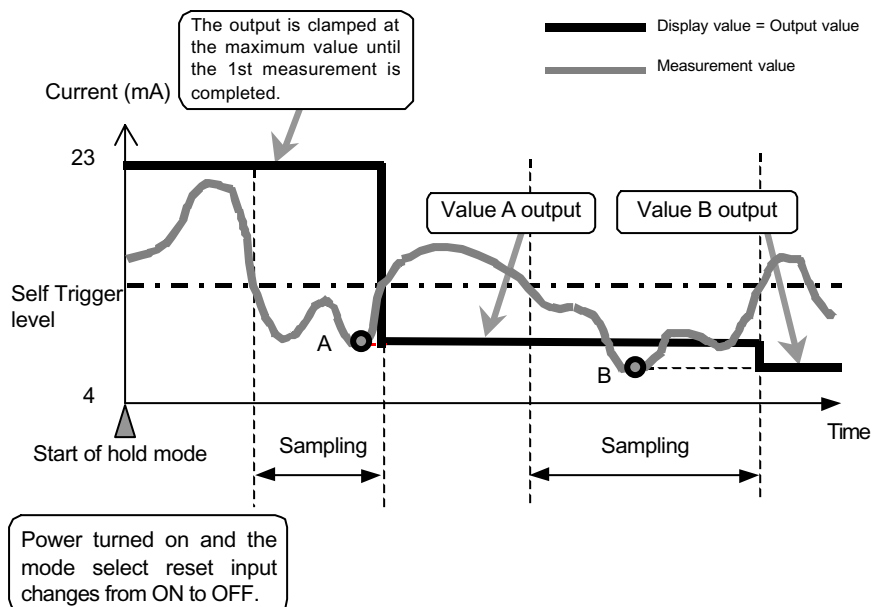 The output is clamped at
the maximum value until
the 1st measurement is
completed.
Display value = Output value
Measurement value
Current (mA)
23
Value A output
Value B output
Self Trigger
level
A
B
4
Time
Start of hold mode
Sampling
Sampling
Power turned on and the
mode select reset input
changes from ON to OFF.